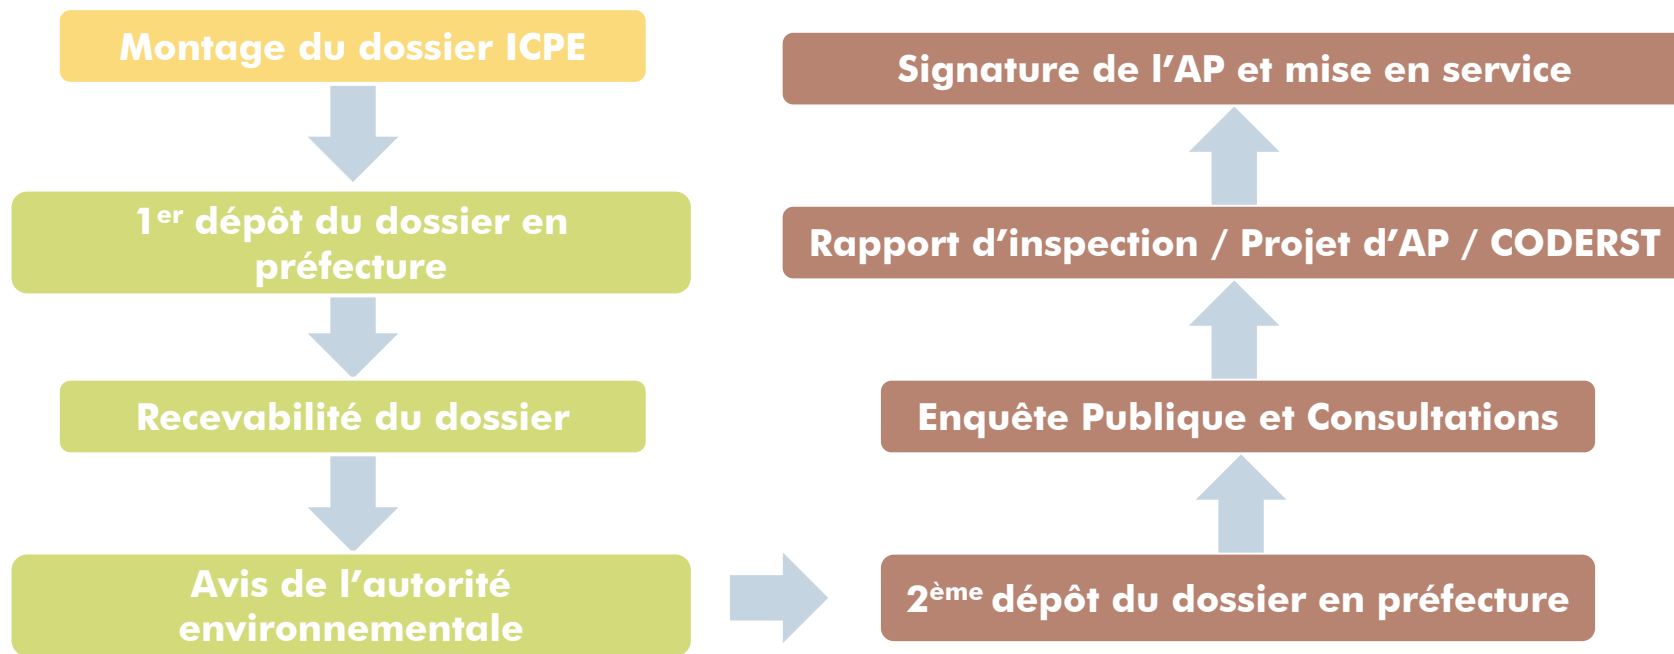 Montage du dossier ICPE
1er dépôt du dossier en
préfecture
Recevabilité du dossier
Avis de l'autorité
environnementale
2ème dépôt du dossier en préfecture
Enquête Publique et Consultations
Rapport d'inspection / Projet d'AP / CODERST
Signature de l'AP et mise en service